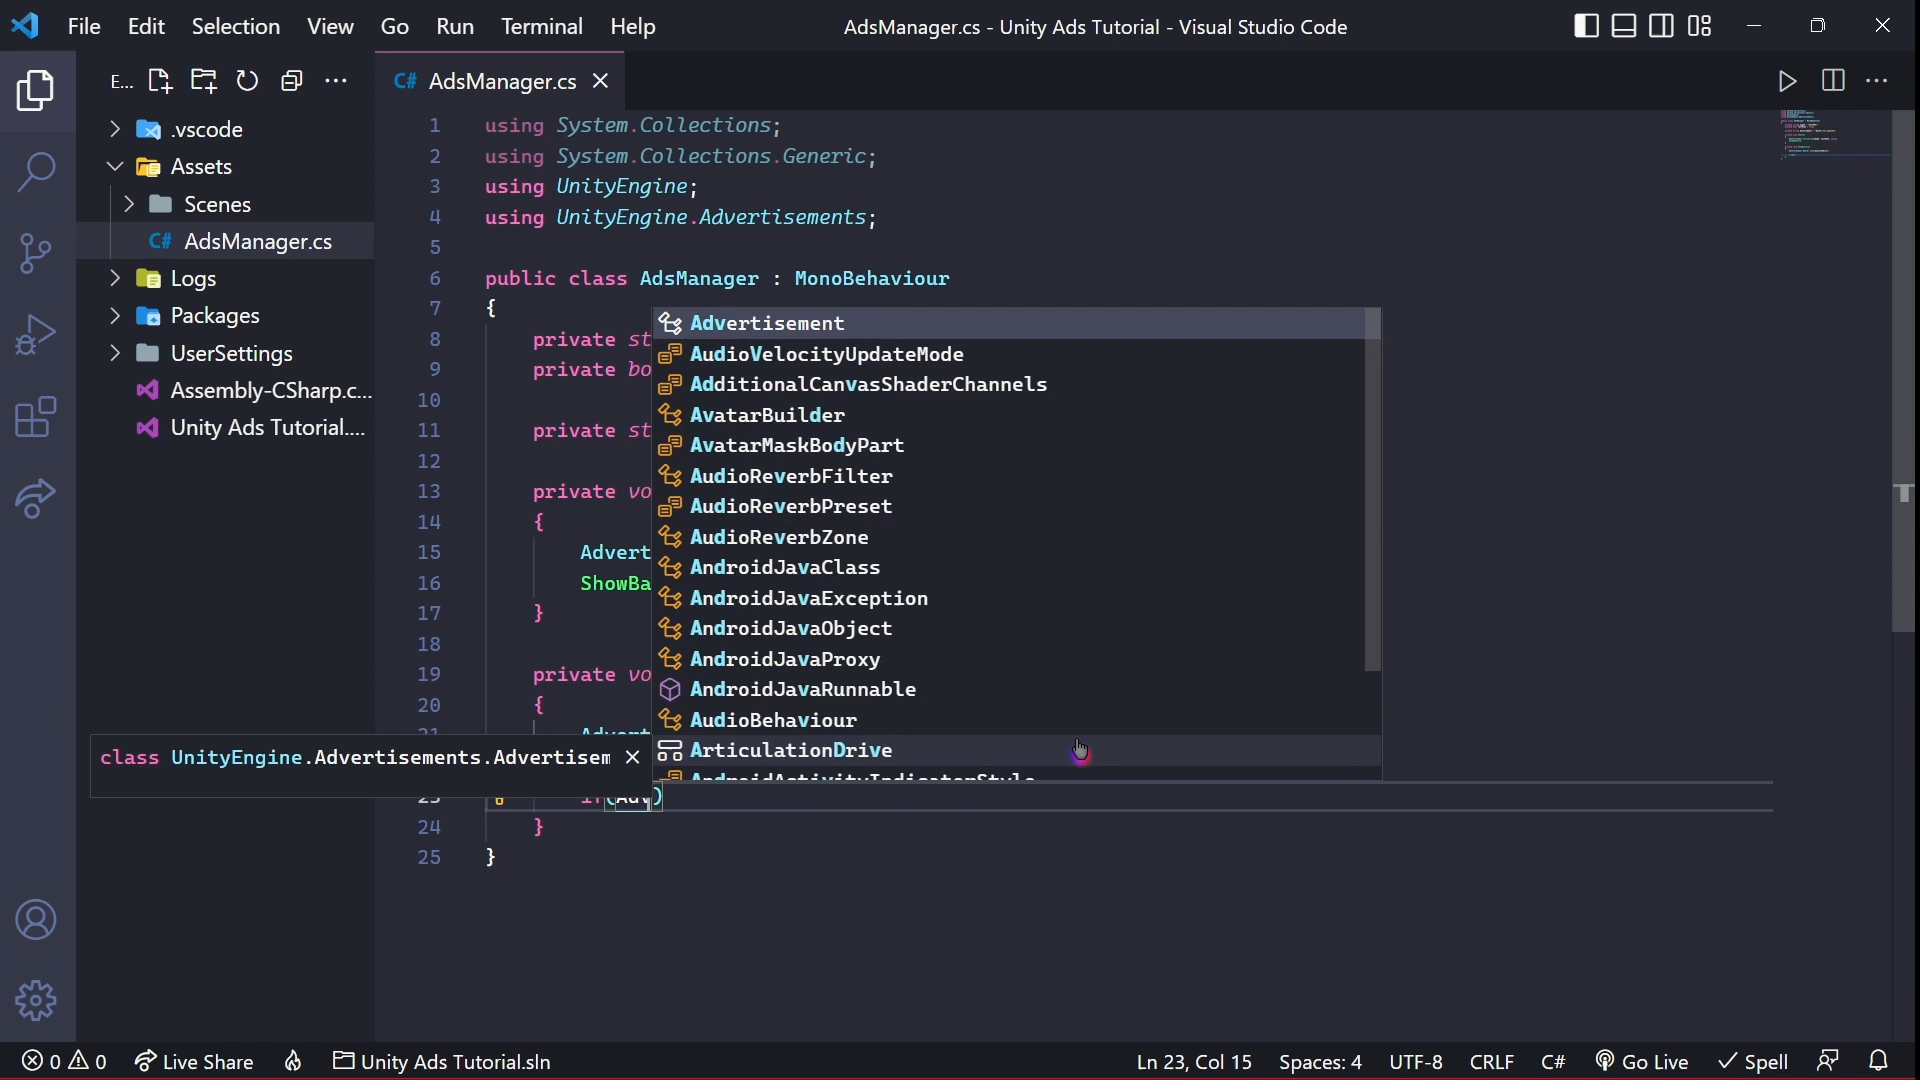 File Edit Selection View Go Run Terminal Help
AdsManager.cs - Unity Ads Tutorial - Visual Studio Code
E...
C# AdsManager.cs
.vscode
Assets
Scenes
C# AdsManager.cs
Logs
Packages
UserSettings
Assembly-CSharp.c...
Unity Ads Tutorial....
1 using System.Collections;
2 using System.Collections.Generic;
3 using UnityEngine;
4 using UnityEngine.Advertisements;
5
6 public class AdsManager : MonoBehaviour
7 {
8 private st
9 private bo
10
11 private st
12
13 private vo
14 {
15 Advert
16 ShowBa
17 }
18
19 private vo
20 {
21 Advert
23 if(Adv)
24 }
25 }
Advertisement
AudioVelocityUpdateMode
AdditionalCanvasShaderChannels
AvatarBuilder
AvatarMaskBodyPart
AudioReverbFilter
AudioReverbPreset
AudioReverbZone
AndroidJavaClass
AndroidJavaException
AndroidJavaObject
AndroidJavaProxy
AndroidJavaRunnable
AudioBehaviour
ArticulationDrive
AndroidActivityIndicatorStyle
class UnityEngine.Advertisements.Advertisem
0 0 Live Share Unity Ads Tutorial.sln
Ln 23, Col 15 Spaces: 4 UTF-8 CRLF C# Go Live Spell